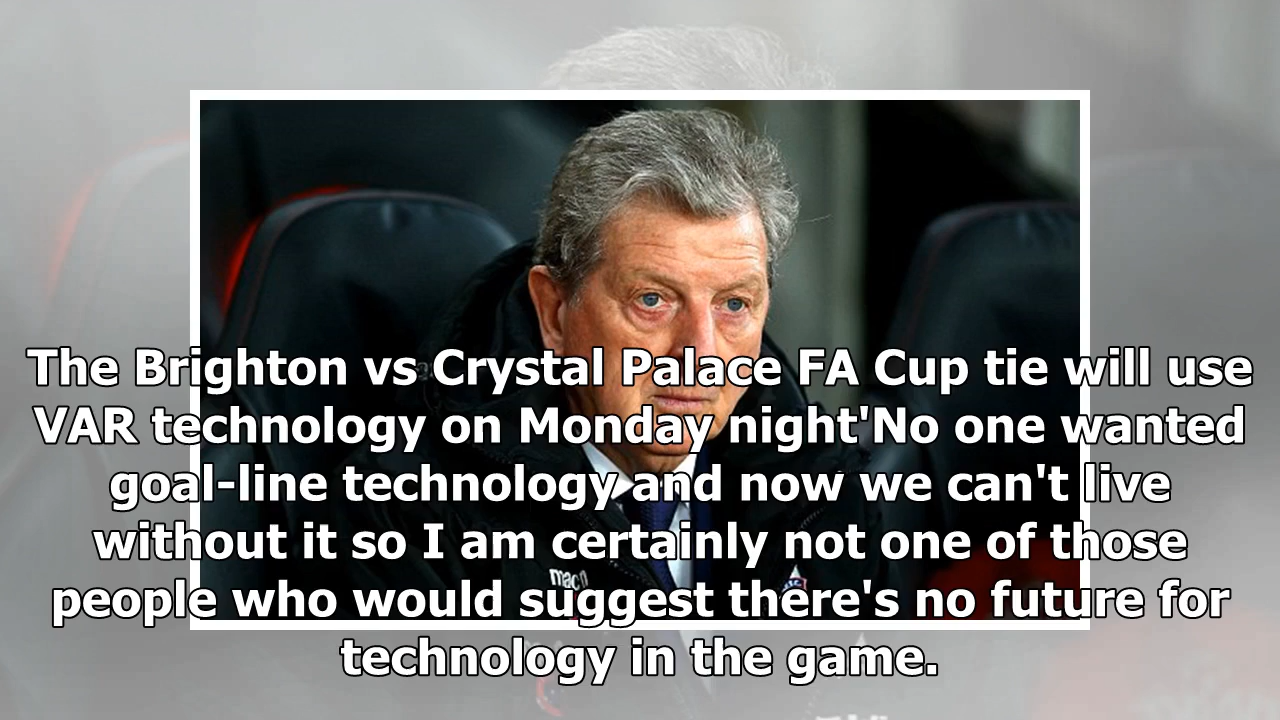 The Brighton vs Crystal Palace FA Cup tie will use
VAR technology on Monday night'No one wanted
goal-line technology and now we can't live
without it so I am certainly not one of those
people who would suggest there's no future for
technology in the game.